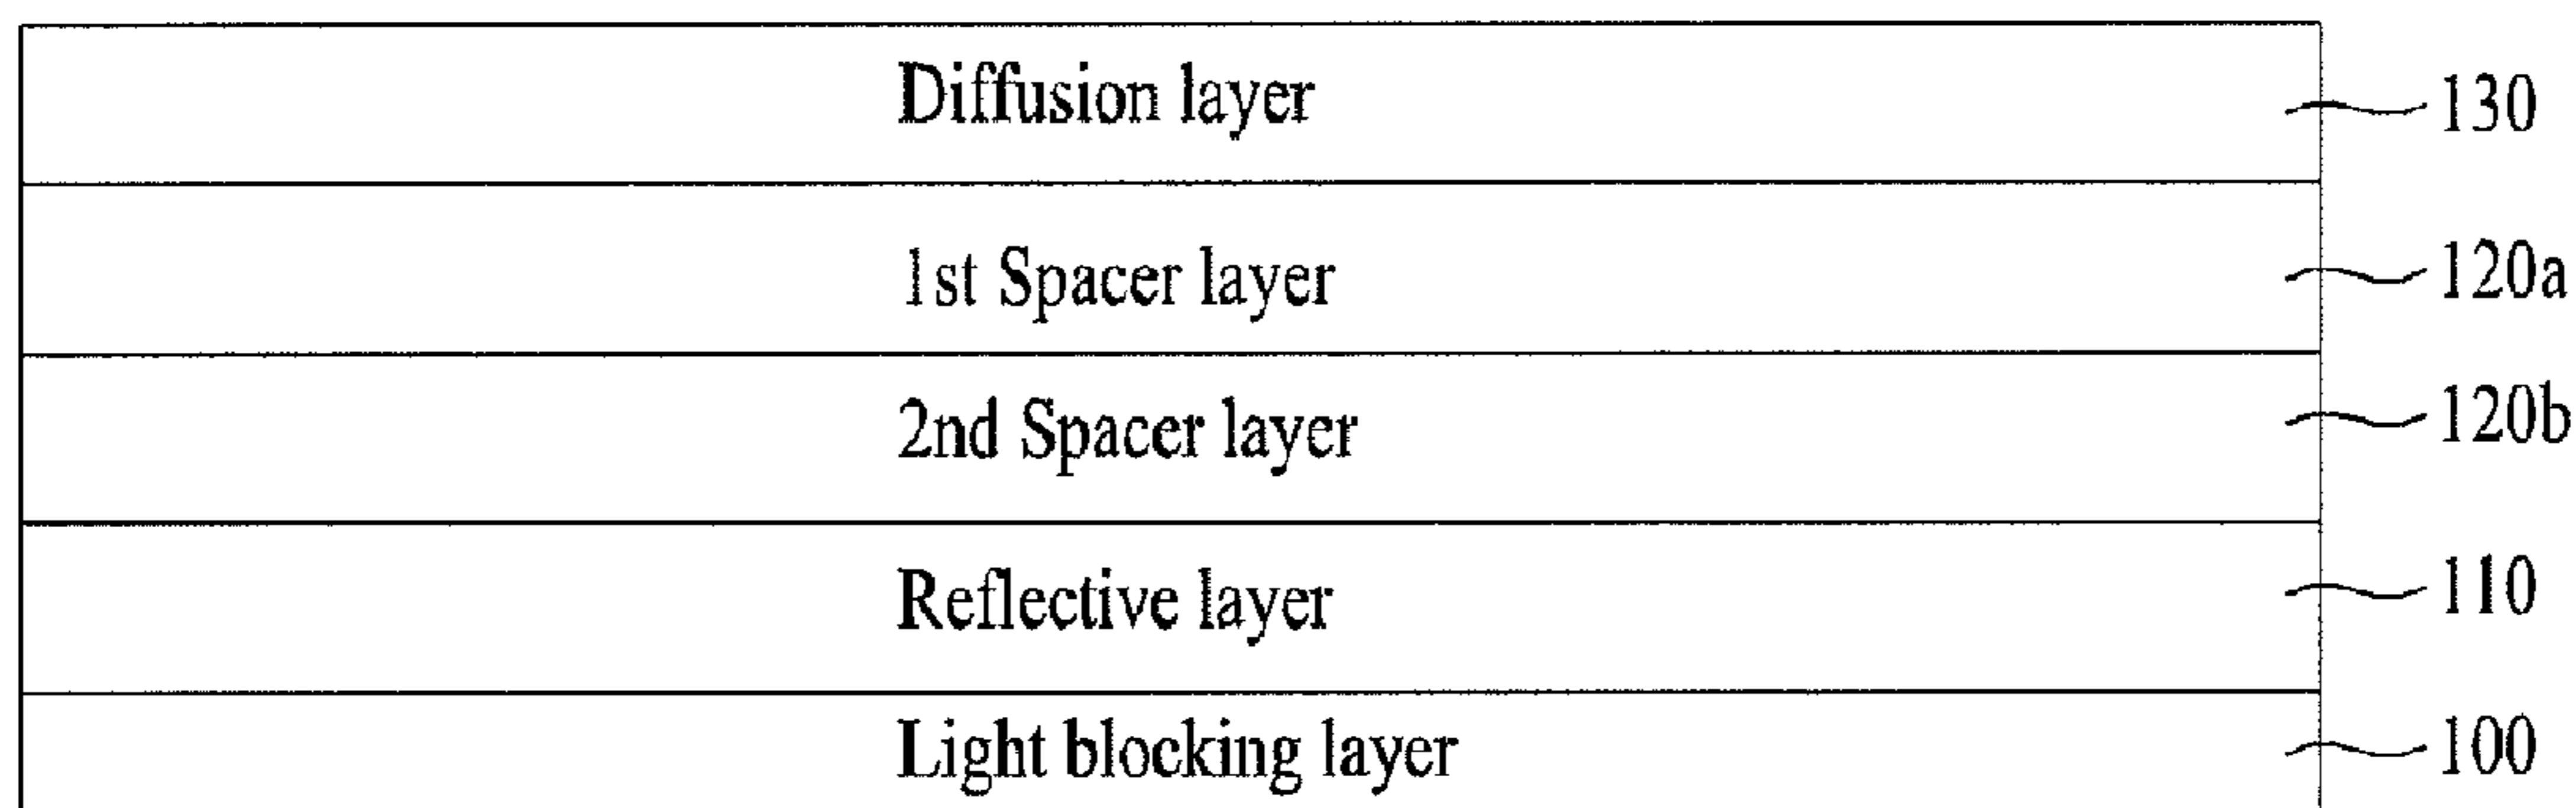 Diffusion layer 130
1st Spacer layer 120a
2nd Spacer layer 120b
Reflective layer 110
Light blocking layer 100